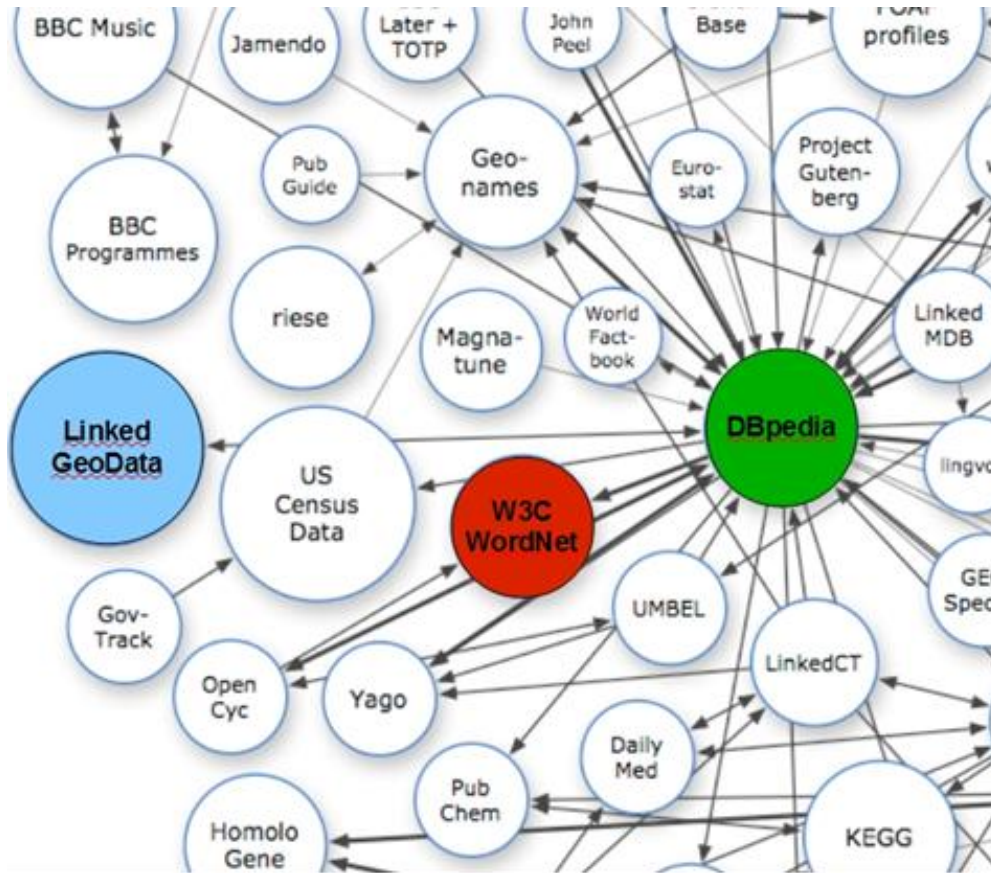 BBC Music
Jamendo
Later +
TOTP
John
Peel
Base
profiles
Pub
Guide
Geo-
names
Euro-
stat
Project
Guten-
berg
BBC
Programmes
riese
Magna-
tune
World
Fact-
book
Linked
MDB
Linked
GeoData
US
Census
Data
W3C
WordNet
DBpedia
Gov-
Track
Open
Cyc
Yago
UMBEL
LinkedCT
Pub
Chem
Daily
Med
Homolo
Gene
KEGG